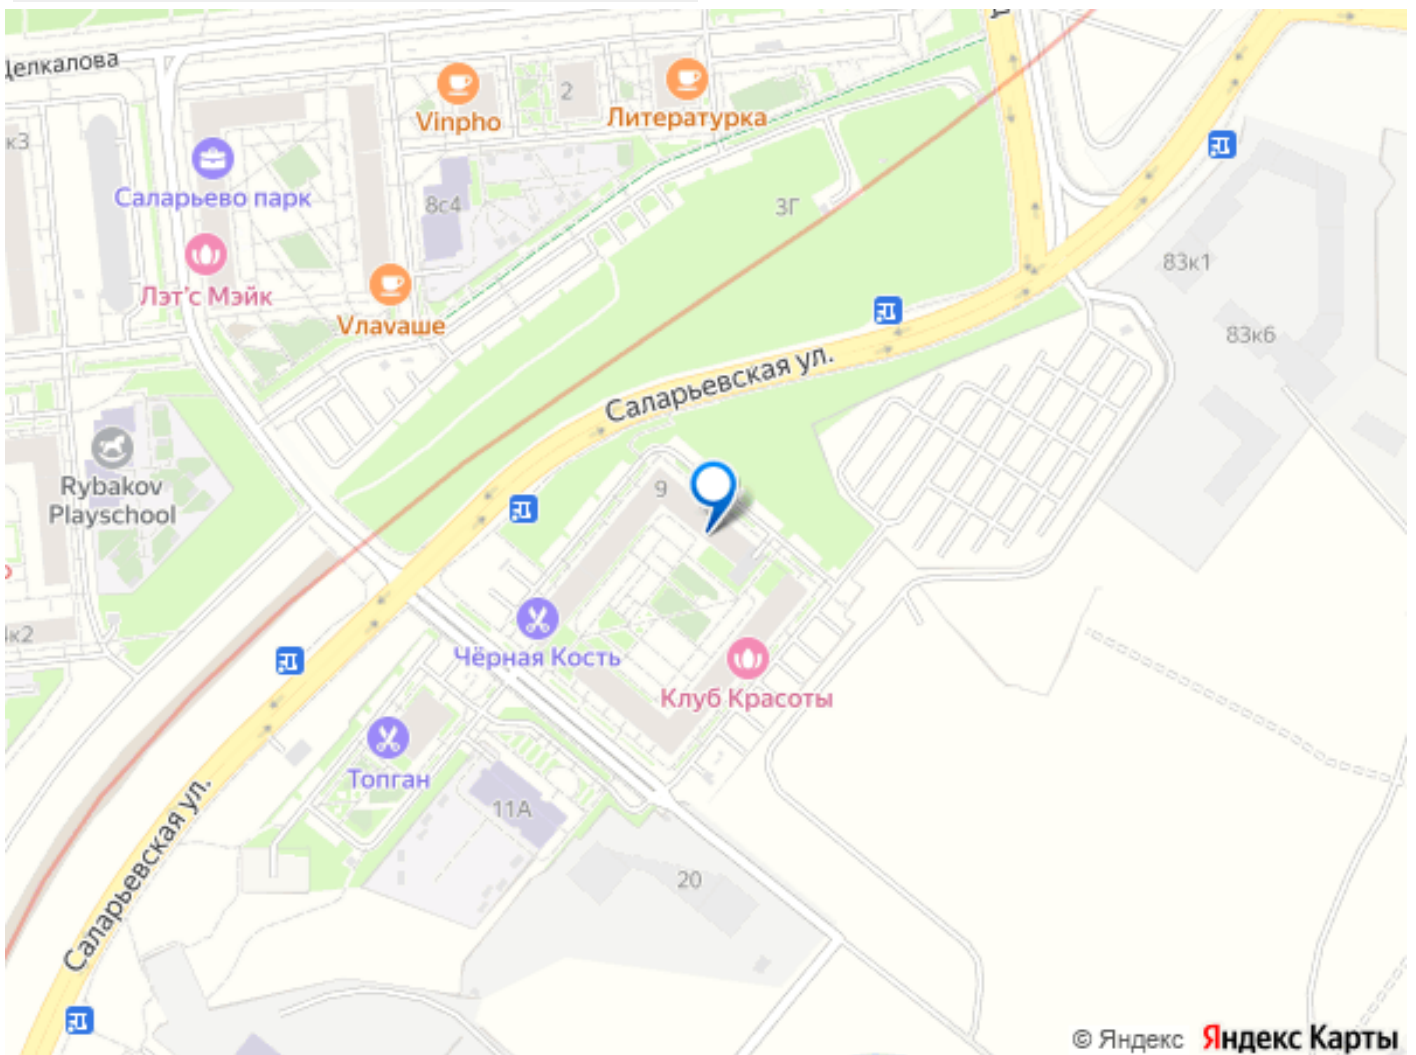 Vinpho
2
Литературка
к3
Саларьево парк
8с4
3Г
83к1
Лэт'с Мэйк
Vлаvаше
83к6
Саларьевская ул.
Rybakov
Playschool
9
к2
Чёрная Кость
Клуб Красоты
Топган
11А
Саларьевская ул.
20
© Яндекс Яндекс Карты